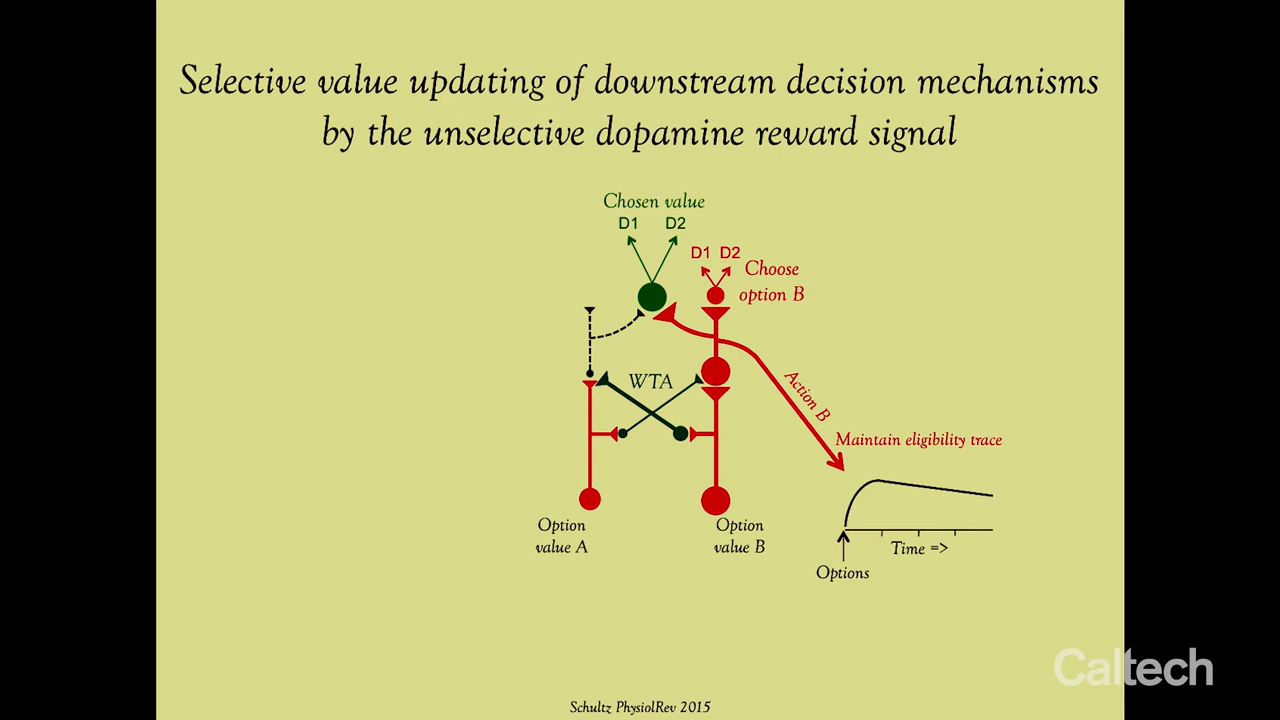 Selective value updating of downstream decision mechanisms
by the unselective dopamine reward signal
Chosen value
D1 D2
D1 D2
Choose
option B
WTA
Action B
Maintain eligibility trace
Option
value A
Option
value B
Time =>
Options
Caltech
Schultz PhysiolRev 2015